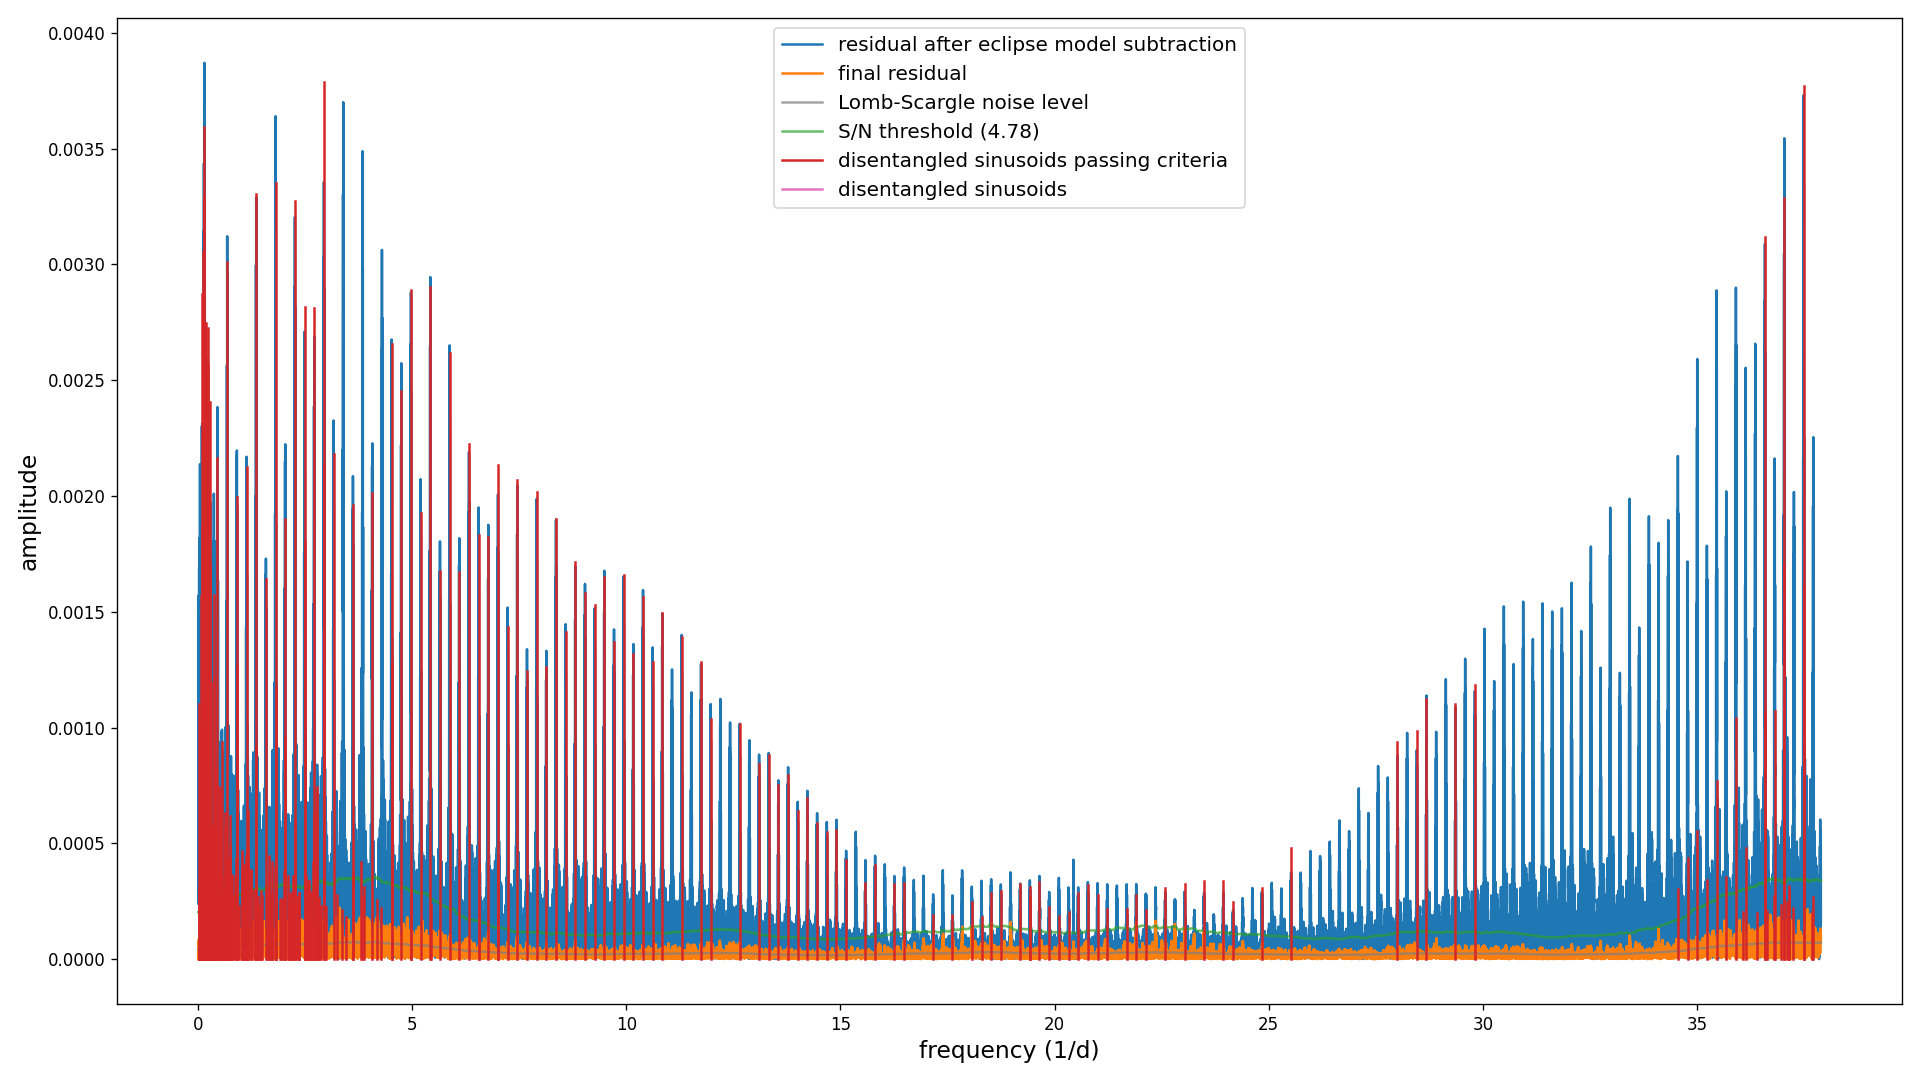 residual after eclipse model subtraction
final residual
Lomb-Scargle noise level
S/N threshold (4.78)
disentangled sinusoids passing criteria
disentangled sinusoids
amplitude
0.0040
0.0035
0.0030
0.0025
0.0020
0.0015
0.0010
0.0005
0.0000
0 5 10 15 20 25 30 35
frequency (1/d)